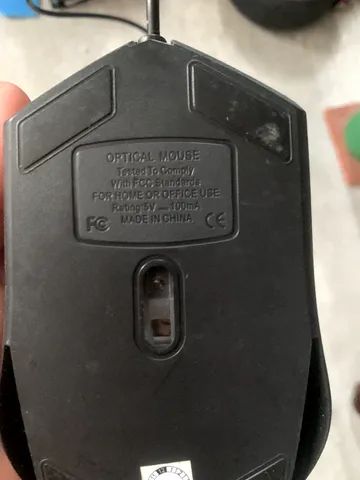 OPTICAL MOUSE
Tested To Comply
With FCC Standards
FOR HOME OR OFFICE USE
Rating:5V ⎓ 100mA
FC MADE IN CHINA CE